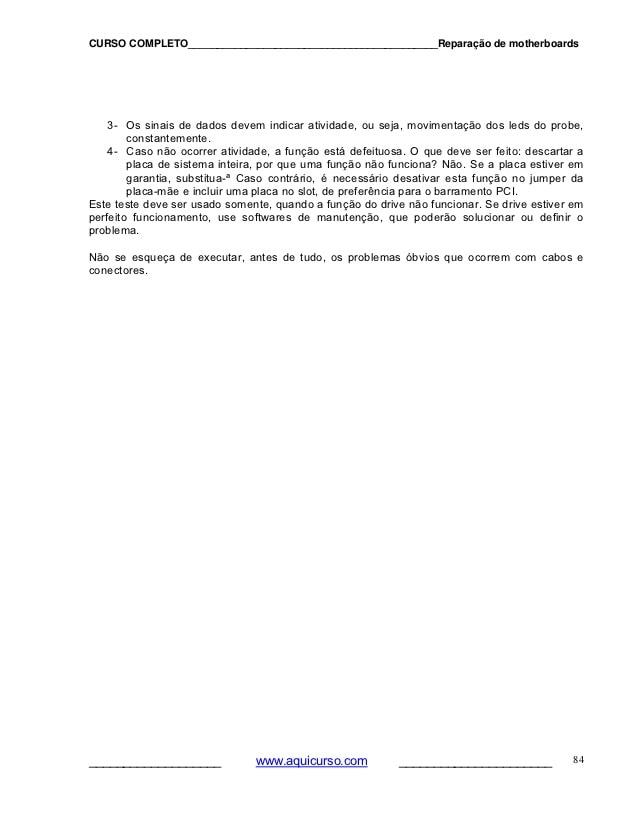 CURSO COMPLETO__________________________________________Reparação de motherboards
3- Os sinais de dados devem indicar atividade, ou seja, movimentação dos leds do probe,
constantemente.
4- Caso não ocorrer atividade, a função está defeituosa. O que deve ser feito: descartar a
placa de sistema inteira, por que uma função não funciona? Não. Se a placa estiver em
garantia, substitua-ª Caso contrário, é necessário desativar esta função no jumper da
placa-mãe e incluir uma placa no slot, de preferência para o barramento PCI.
Este teste deve ser usado somente, quando a função do drive não funcionar. Se drive estiver em
perfeito funcionamento, use softwares de manutenção, que poderão solucionar ou definir o
problema.
Não se esqueça de executar, antes de tudo, os problemas óbvios que ocorrem com cabos e
conectores.
___________________ www.aquicurso.com ______________________ 84